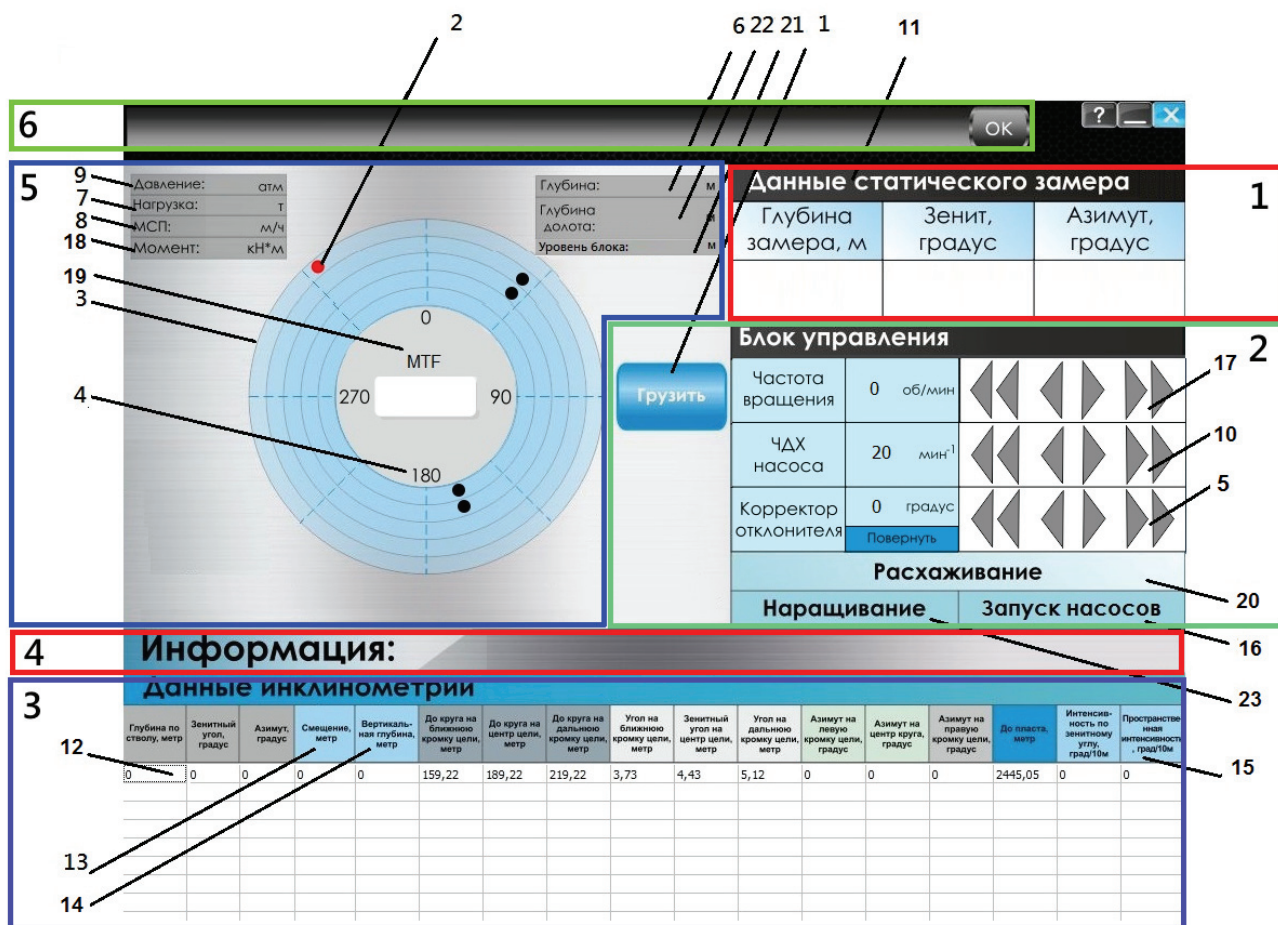 2
6 22 21 1
11
6
OK
? _ X
5
9
Давление: атм
7
Нагрузка: т
8
МСП: м/ч
18
Момент: кН*м
Глубина: м
Глубина
долота: м
Уровень блока: м
Данные статического замера
1
Глубина
замера, м
Зенит,
градус
Азимут,
градус
19
3
0
MTF
270
90
4
180
Грузить
Блок управления
2
Частота
вращения
0 об/мин
17
ЧДХ
насоса
20 мин⁻¹
10
5
Корректор
отклонителя
0 градус
Повернуть
Расхаживание
20
Наращивание
Запуск насосов
16
4
Информация:
23
3
Данные инклинометрии
Глубина по
стволу, метр
Зенитный
угол,
градус
Азимут,
градус
Смещение,
метр
Вертикаль-
ная глубина,
метр
До круга на
ближнюю
кромку цели,
метр
До круга на
центр цели,
метр
До круга на
дальнюю
кромку цели,
метр
Угол на
ближнюю
кромку цели,
метр
Зенитный
угол на
центр цели,
метр
Угол на
дальнюю
кромку цели,
метр
Азимут на
левую
кромку цели,
градус
Азимут на
центр круга,
градус
Азимут на
правую
кромку цели,
градус
До пласта,
метр
Интенсив-
ность по
зенитному
углу,
град/10м
Пространстве
нная
интенсивность
, град/10м
12
0 0 0 0 0 159,22 189,22 219,22 3,73 4,43 5,12 0 0 0 2445,05 0 0
15
13
14